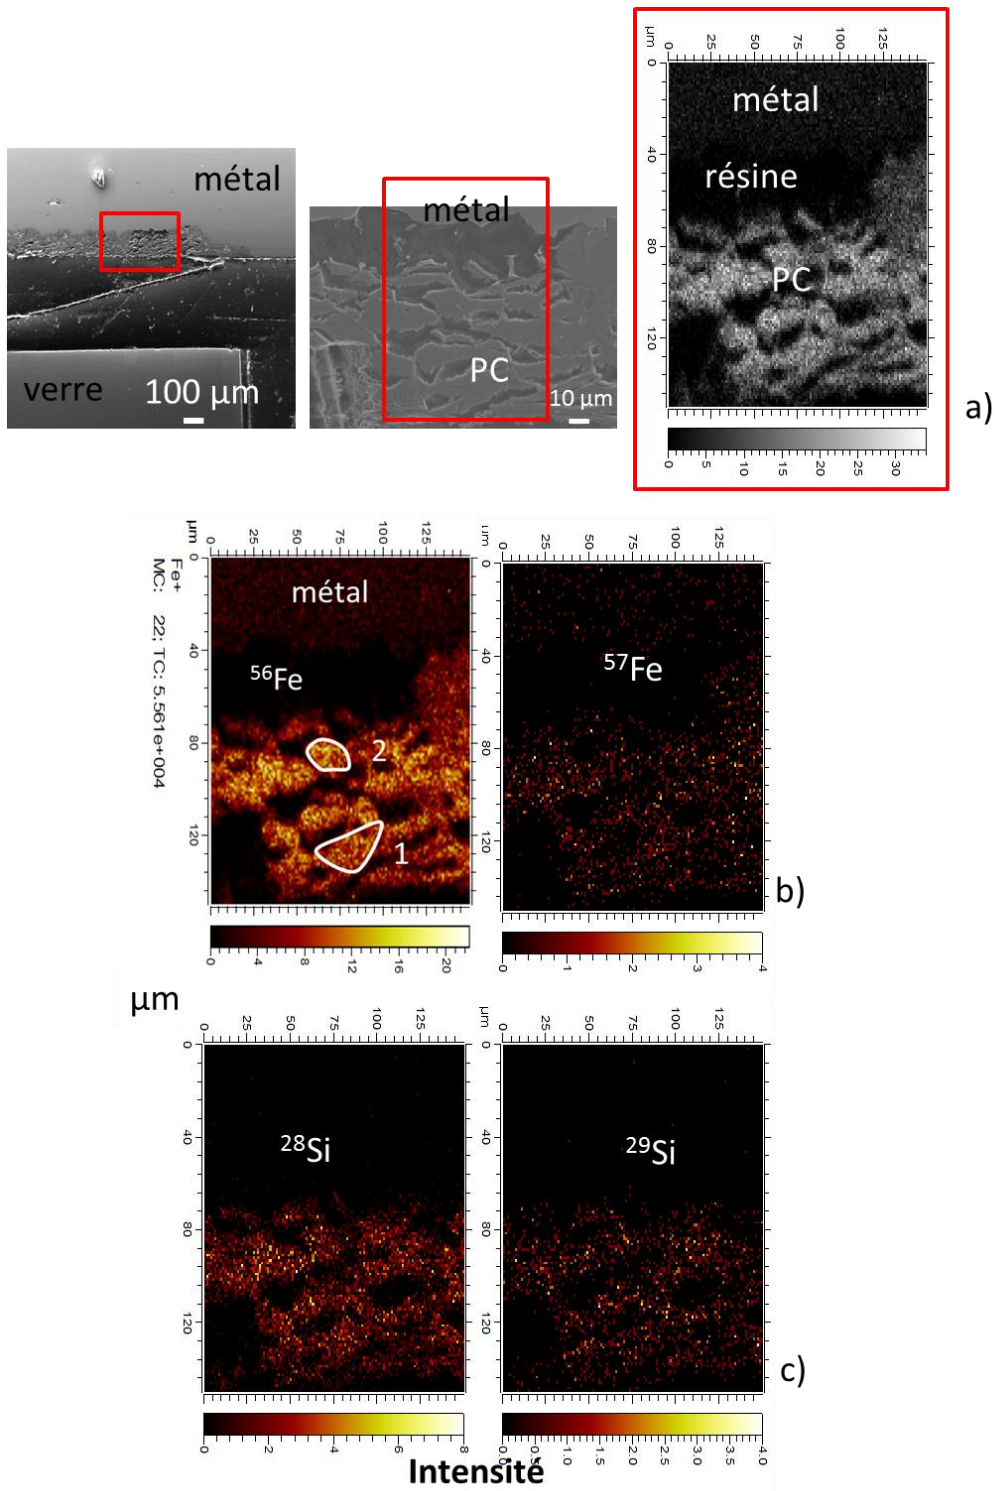 métal
verre
100 µm
métal
PC
10 µm
µm
0 25 50 75 100 125
0
40
80
120
métal
résine
PC
0 5 10 15 20 25 30
a)
µm
0 25 50 75 100 125
0
40
80
120
Fe+
MC: 22; TC: 5.561e+004
métal
56Fe
2
1
0 4 8 12 16 20
µm
0 25 50 75 100 125
0
40
80
120
57Fe
0 1 2 3 4
b)
µm
0 25 50 75 100 125
0
40
80
120
28Si
0 2 4 6 8
µm
0 25 50 75 100 125
0
40
80
120
29Si
0.0 0.5 1.0 1.5 2.0 2.5 3.0 3.5 4.0
c)
Intensité